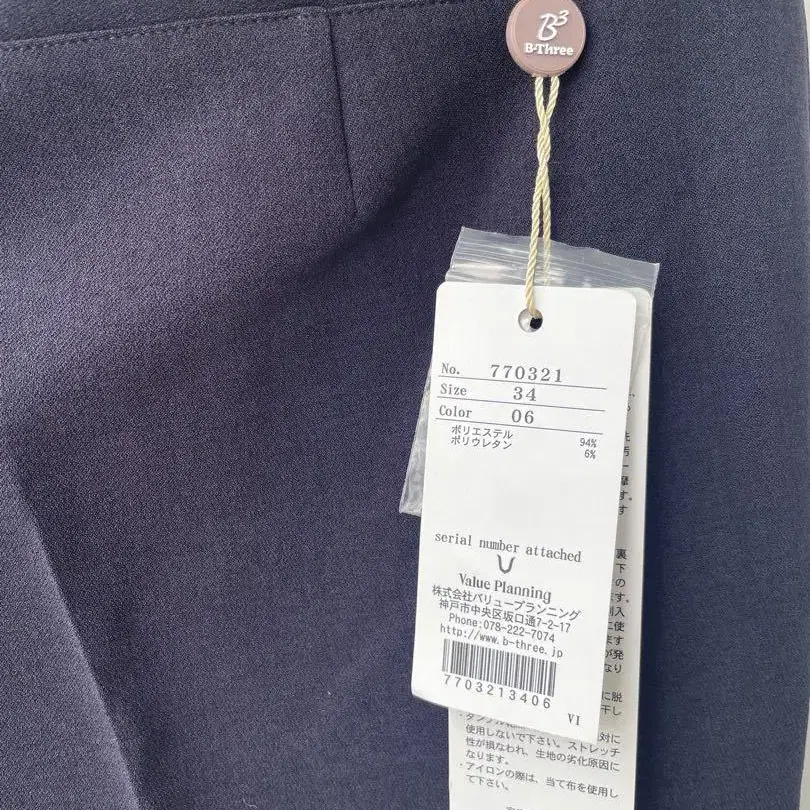 B³
B-Three
No. 770321
Size 34
Color 06
ポリエステル 94%
ポリウレタン 6%
serial number attached
Value Planning
株式会社バリュープランニング
神戸市中央区坂口通7-2-17
Phone:078-222-7074
http://www.b-three.jp
7703213406
VI
使用しないで下さい。ストレッチ
性が損なわれ、生地の劣化原因に
なります。
・アイロンの際は、当て布を使用し
て下さい。